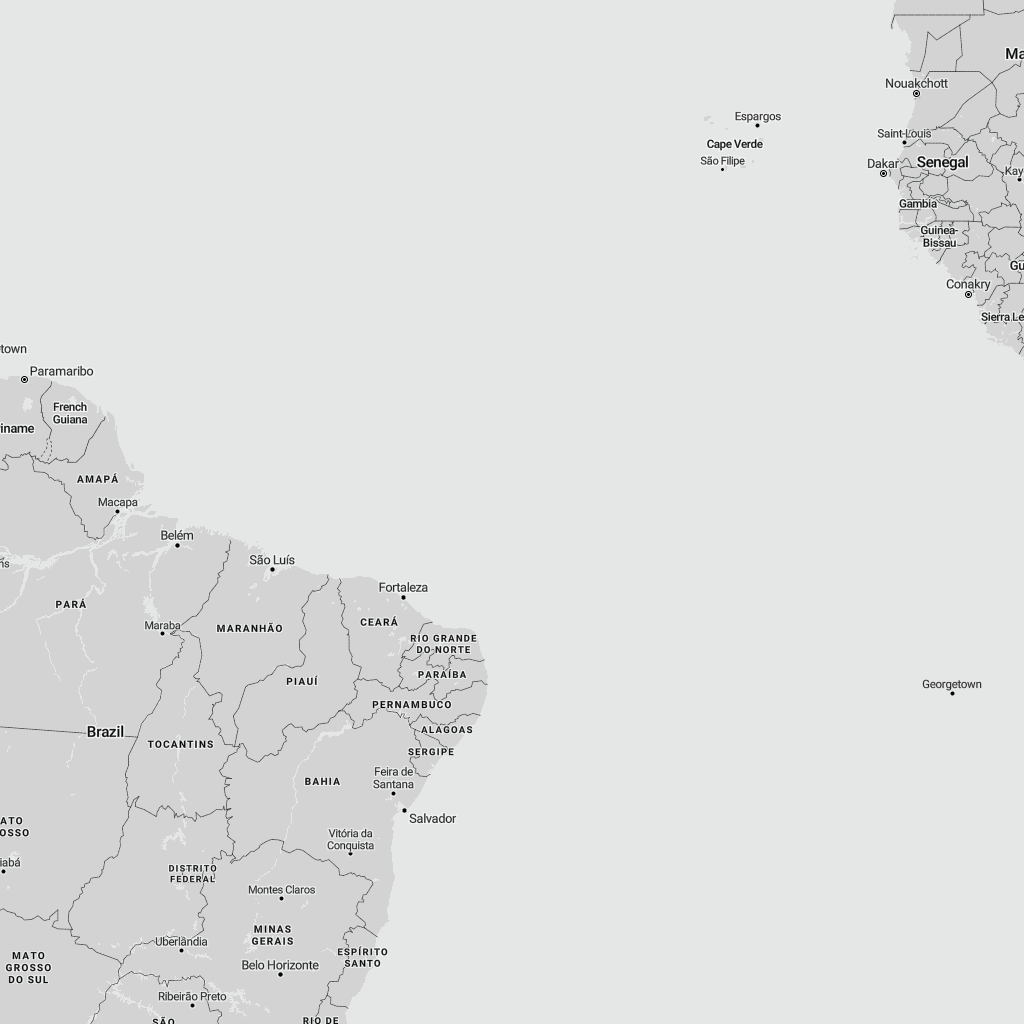 Ma
Nouakchott
Espargos
Saint-Louis
Cape Verde
São Filipe
Dakar
Senegal
Kay
Gambia
Guinea-
Bissau
Gu
Conakry
Sierra Le
town
Paramaribo
French
Guiana
riname
AMAPÁ
Macapa
Belém
São Luís
Fortaleza
PARÁ
Maraba
MARANHÃO
CEARÁ
RIO GRANDE
DO NORTE
PARAÍBA
PIAUÍ
Georgetown
PERNAMBUCO
Brazil
ALAGOAS
TOCANTINS
SERGIPE
BAHIA
Feira de
Santana
Salvador
ATO
OSSO
Vitória da
Conquista
iabá
DISTRITO
FEDERAL
Montes Claros
MINAS
GERAIS
Uberlândia
ESPÍRITO
SANTO
MATO
GROSSO
DO SUL
Belo Horizonte
Ribeirão Preto
SÃO
RIO DE